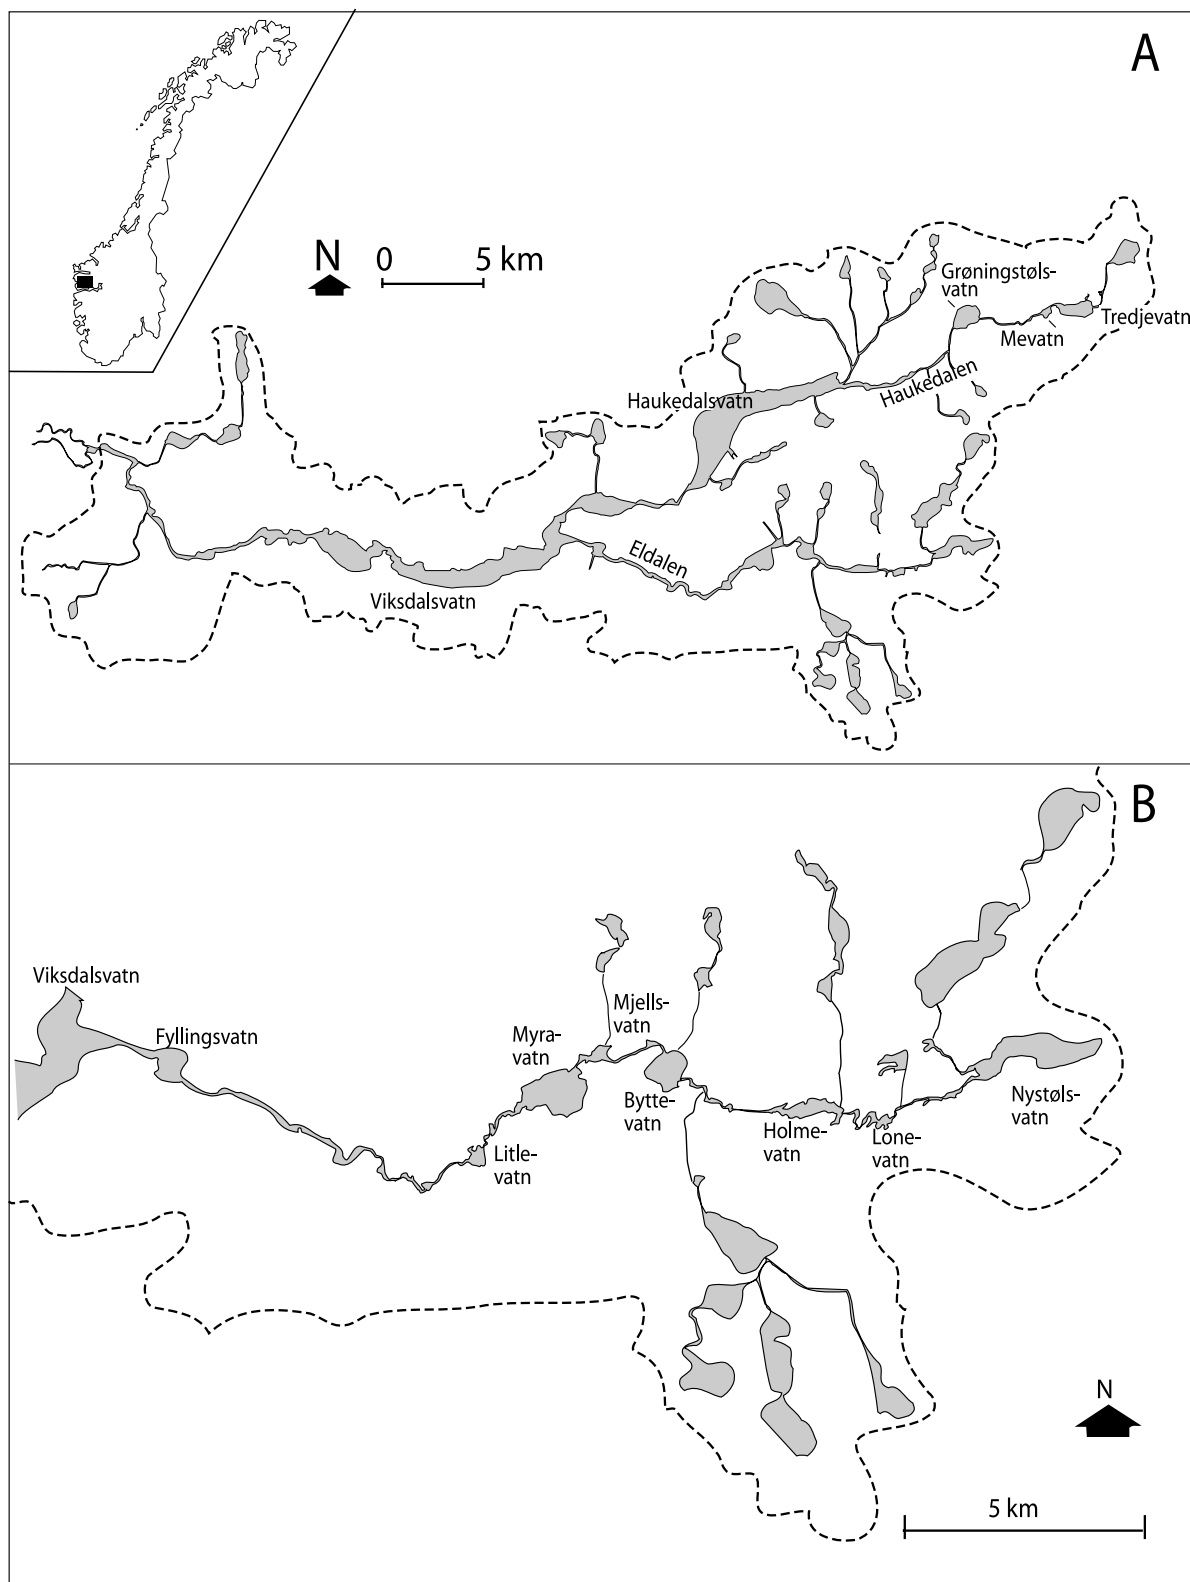 A
N
0 5 km
Grøningstøls-
vatn
Tredjevatn
Mevatn
Haukedalen
Haukedalsvatn
Eldalen
Viksdalsvatn
B
Viksdalsvatn
Fyllingsvatn
Mjells-
vatn
Myra-
vatn
Bytte-
vatn
Nystøls-
vatn
Holme-
vatn
Lone-
vatn
Litle-
vatn
N
5 km